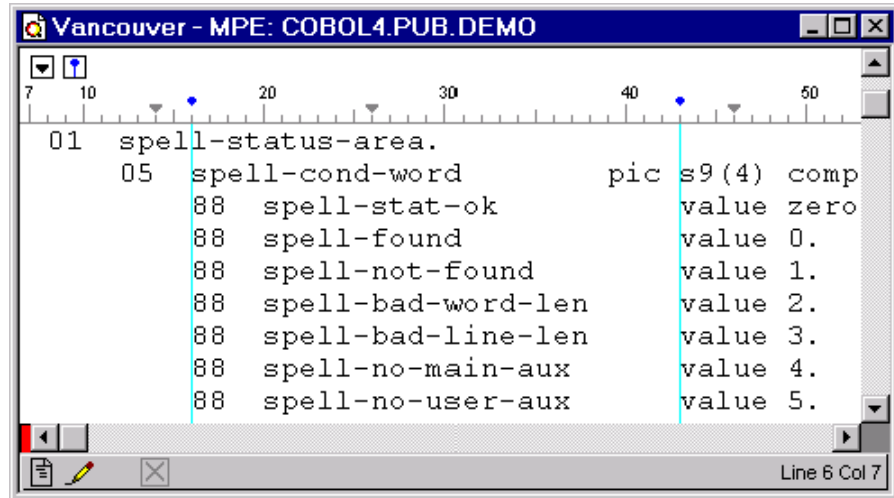 Vancouver - MPE: COBOL4.PUB.DEMO
7 10 20 30 40 50
01 spell-status-area.
05 spell-cond-word pic s9(4) comp
88 spell-stat-ok value zero
88 spell-found value 0.
88 spell-not-found value 1.
88 spell-bad-word-len value 2.
88 spell-bad-line-len value 3.
88 spell-no-main-aux value 4.
88 spell-no-user-aux value 5.
Line 6 Col 7